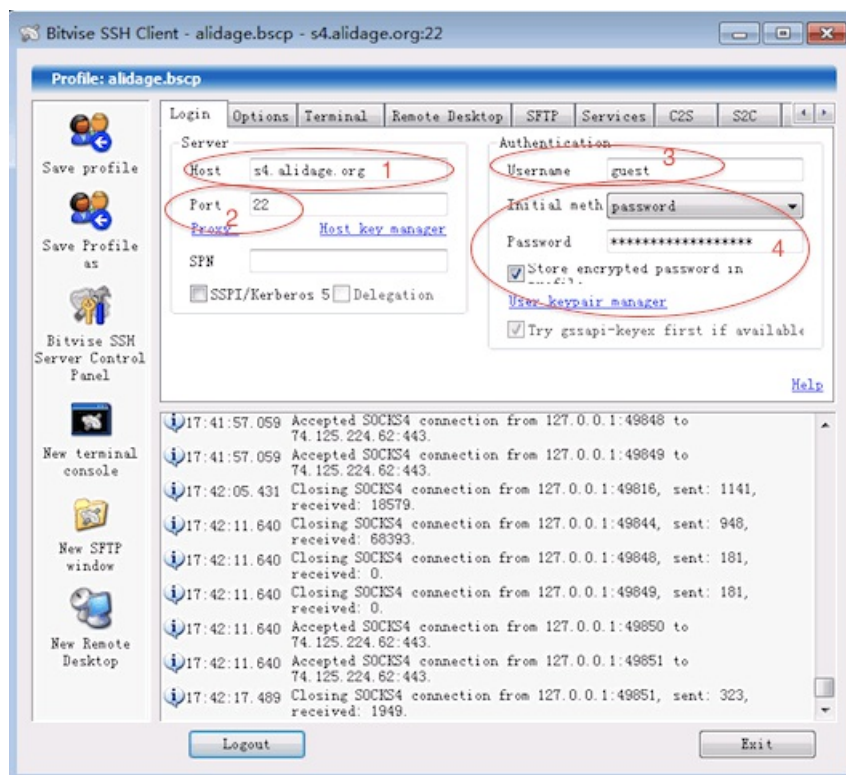 Bitvise SSH Client - alidage.bscp - s4.alidage.org:22
Profile: alidage.bscp
Save profile
Save Profile
as
Bitvise SSH
Server Control
Panel
New terminal
console
New SFTP
window
New Remote
Desktop
Login Options Terminal Remote Desktop SFTP Services C2S S2C
Server
Host s4.alidage.org 1
Port 22 2
Proxy Host key manager
SPN
SSPI/Kerberos 5 Delegation
Authentication
Username guest 3
Initial meth password
Password ****************** 4
Store encrypted password in
User keypair manager
Try gssapi-keyex first if available
Help
17:41:57.059 Accepted SOCKS4 connection from 127.0.0.1:49848 to
74.125.224.62:443.
17:41:57.059 Accepted SOCKS4 connection from 127.0.0.1:49849 to
74.125.224.62:443.
17:42:05.431 Closing SOCKS4 connection from 127.0.0.1:49816, sent: 1141,
received: 18579.
17:42:11.640 Closing SOCKS4 connection from 127.0.0.1:49844, sent: 948,
received: 68393.
17:42:11.640 Closing SOCKS4 connection from 127.0.0.1:49848, sent: 181,
received: 0.
17:42:11.640 Closing SOCKS4 connection from 127.0.0.1:49849, sent: 181,
received: 0.
17:42:11.640 Accepted SOCKS4 connection from 127.0.0.1:49850 to
74.125.224.62:443.
17:42:11.640 Accepted SOCKS4 connection from 127.0.0.1:49851 to
74.125.224.62:443.
17:42:17.489 Closing SOCKS4 connection from 127.0.0.1:49851, sent: 323,
received: 1949.
Logout Exit